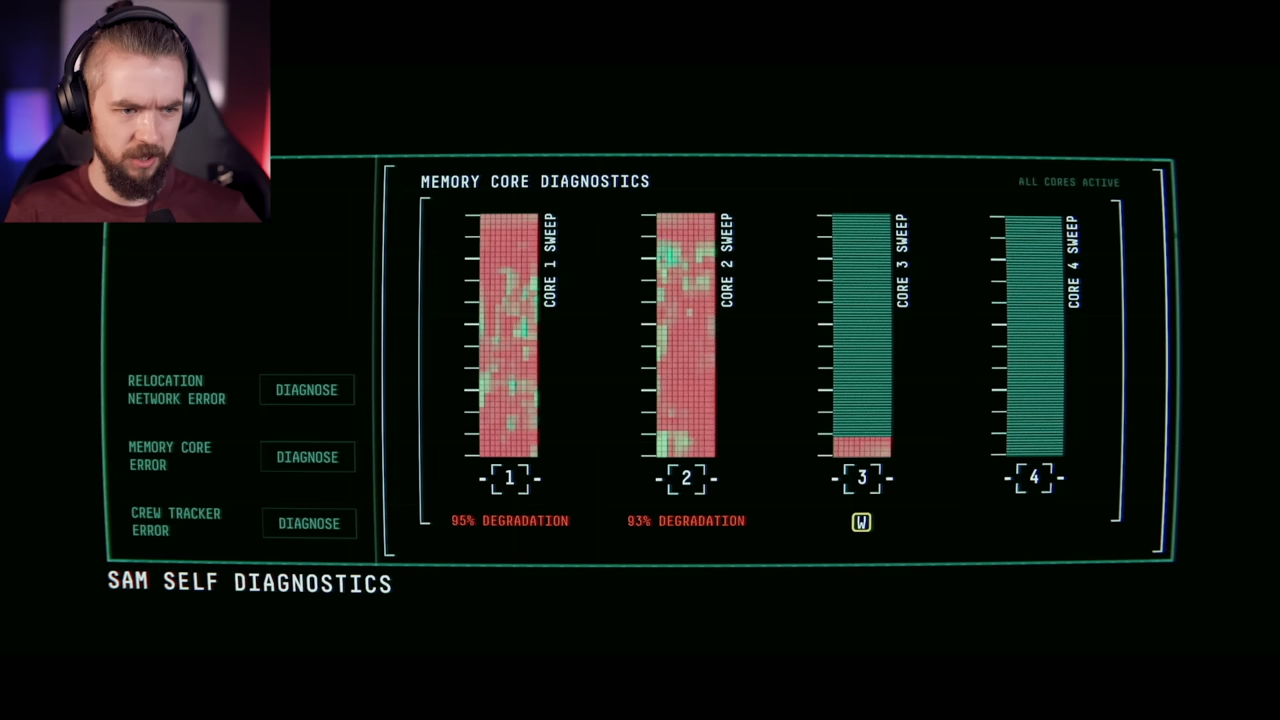 MEMORY CORE DIAGNOSTICS
ALL CORES ACTIVE
CORE 1 SWEEP
CORE 2 SWEEP
CORE 3 SWEEP
CORE 4 SWEEP
RELOCATION
NETWORK ERROR
DIAGNOSE
MEMORY CORE
ERROR
DIAGNOSE
CREW TRACKER
ERROR
DIAGNOSE
1
2
3
4
95% DEGRADATION
93% DEGRADATION
W
SAM SELF DIAGNOSTICS